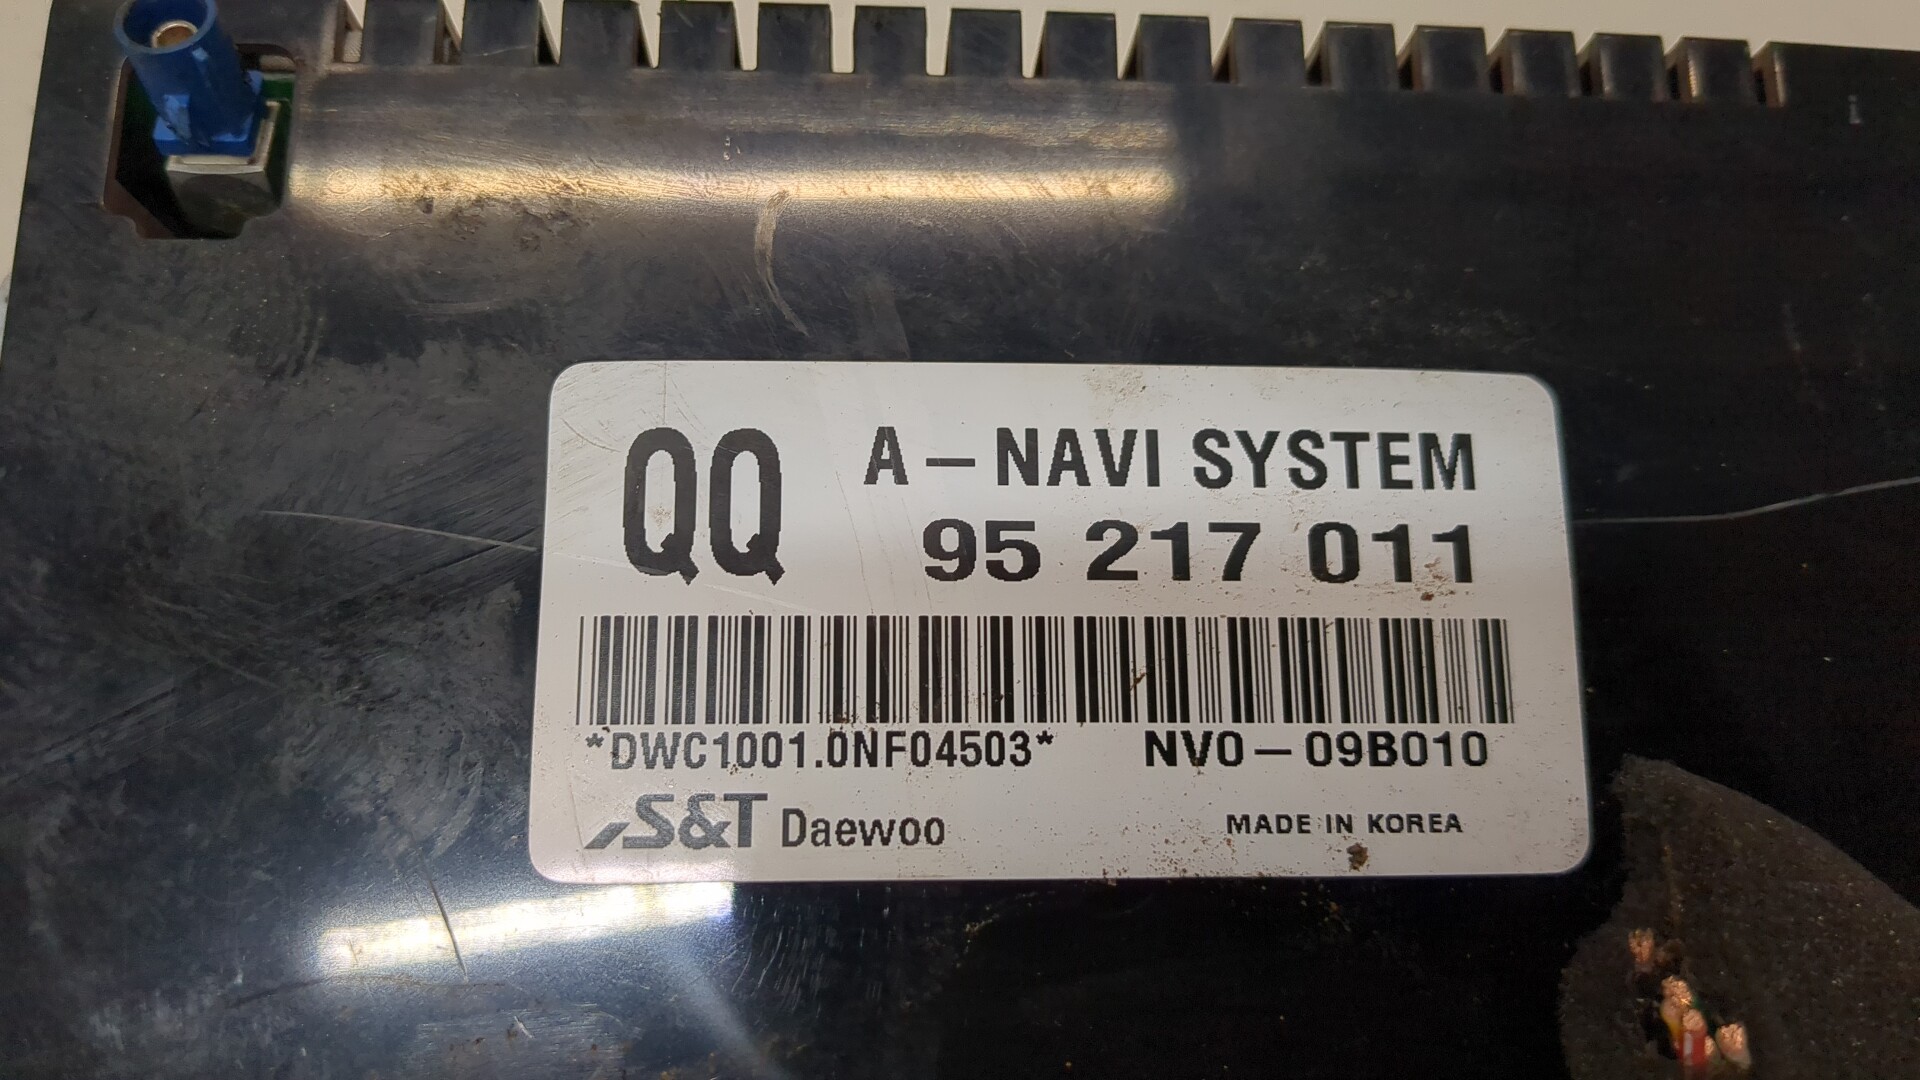 QQ A-NAVI SYSTEM
95 217 011
*DWC1001.0NF04503* NV0-09B010
S&T Daewoo MADE IN KOREA